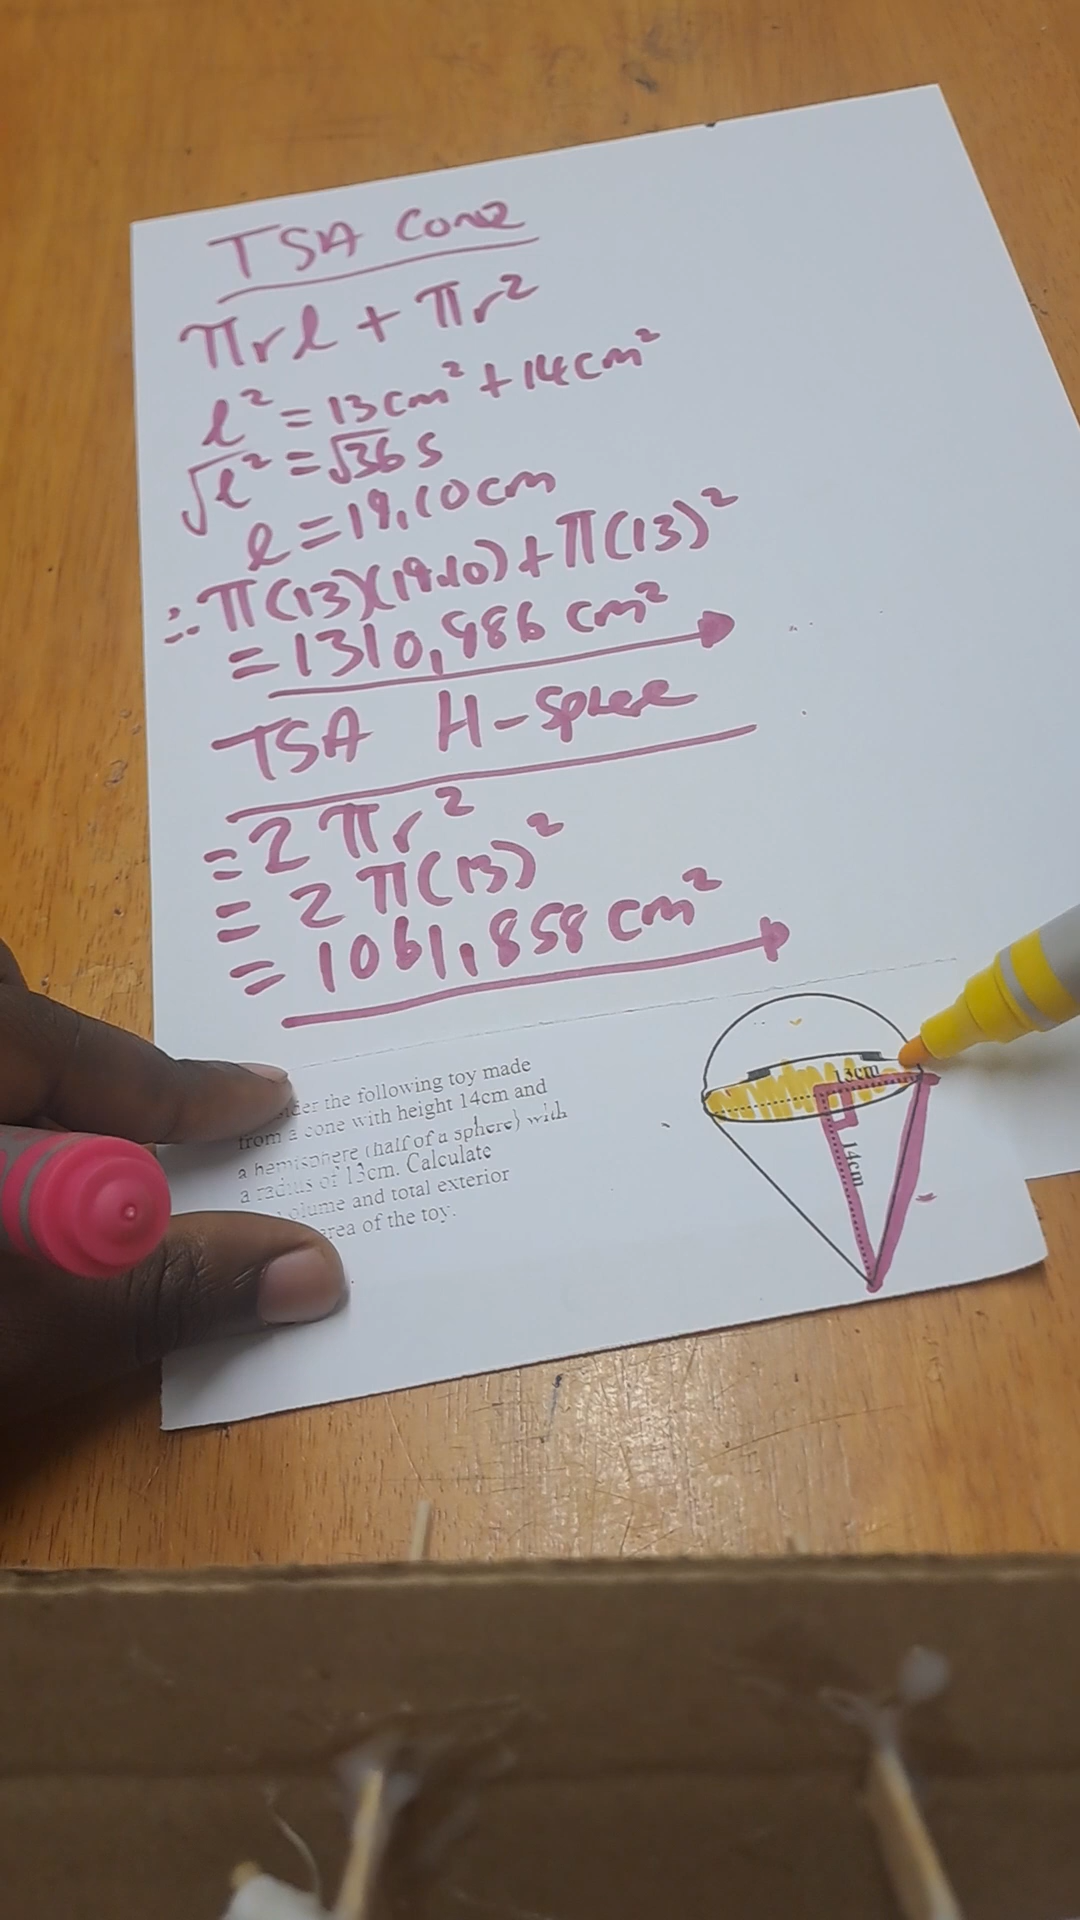 TSA Cone
πrl + πr²
l² = 13cm² + 14cm²
√l² = √365
l = 19,10cm
∴ π(13)(19.10) + π(13)²
= 1310,986 cm²
TSA H-Sphere
= 2πr²
= 2π(13)²
= 1061,858 cm²
the following toy made
from a cone with height 14cm and
a hemisphere (half of a sphere) with
a radius of 13cm. Calculate
and total exterior
of the toy.
13cm
14cm